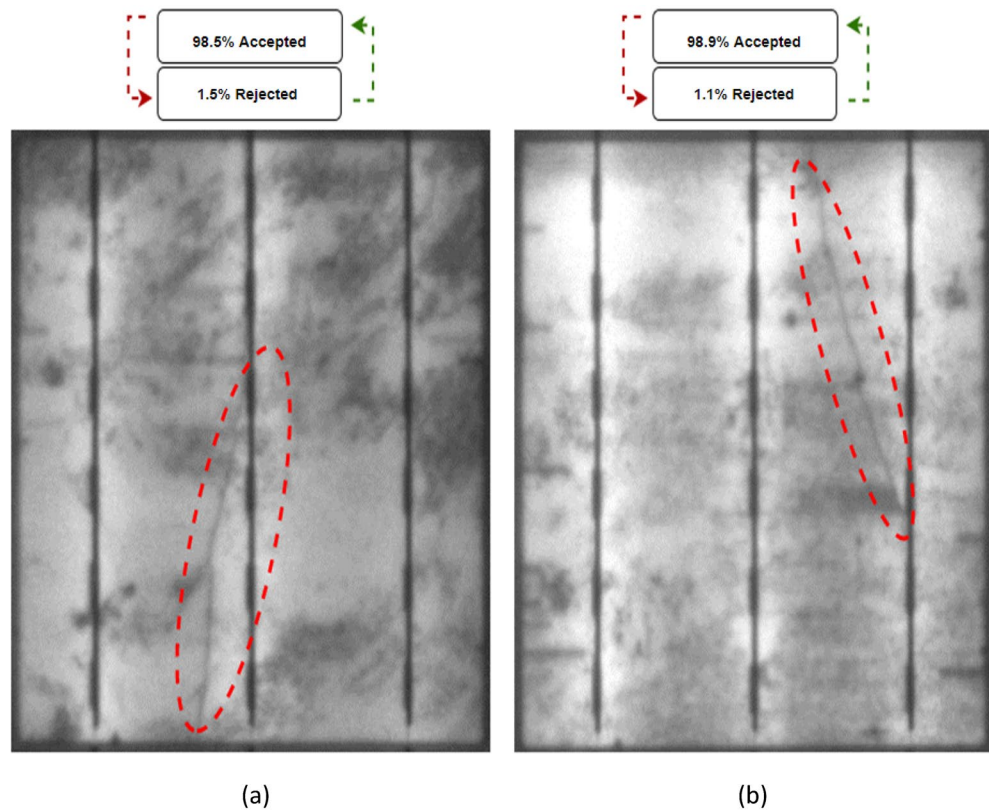 98.5% Accepted
1.5% Rejected
98.9% Accepted
1.1% Rejected
(a)
(b)